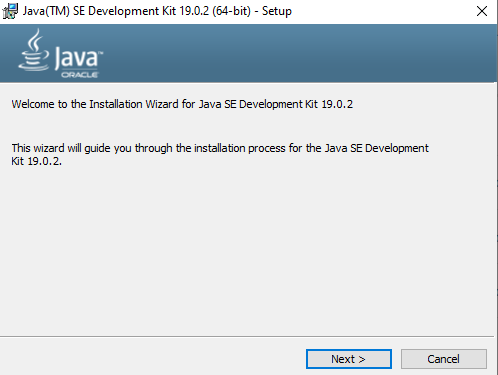 Java(TM) SE Development Kit 19.0.2 (64-bit) - Setup
Java™
ORACLE
Welcome to the Installation Wizard for Java SE Development Kit 19.0.2
This wizard will guide you through the installation process for the Java SE Development
Kit 19.0.2.
Next >
Cancel